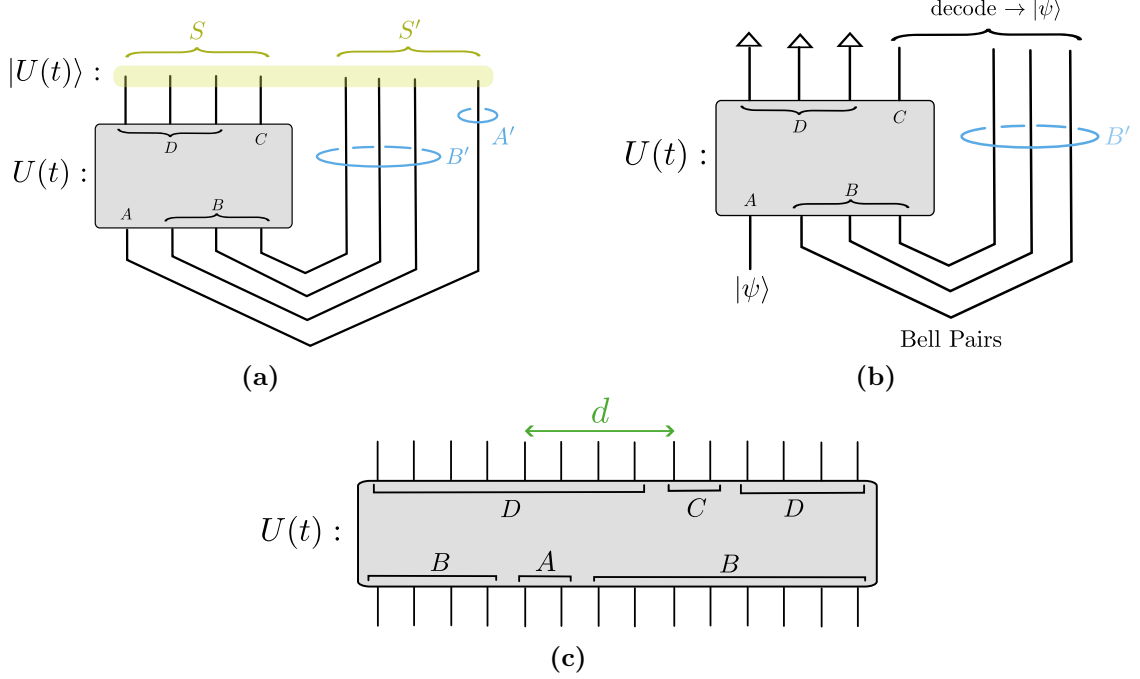 S S′
|U(t)⟩ :
D C
A′
B′
U(t) :
A B
(a)
decode → |ψ⟩
D C
B′
U(t) :
A B
|ψ⟩
Bell Pairs
(b)
d
D C D
U(t) :
B A B
(c)